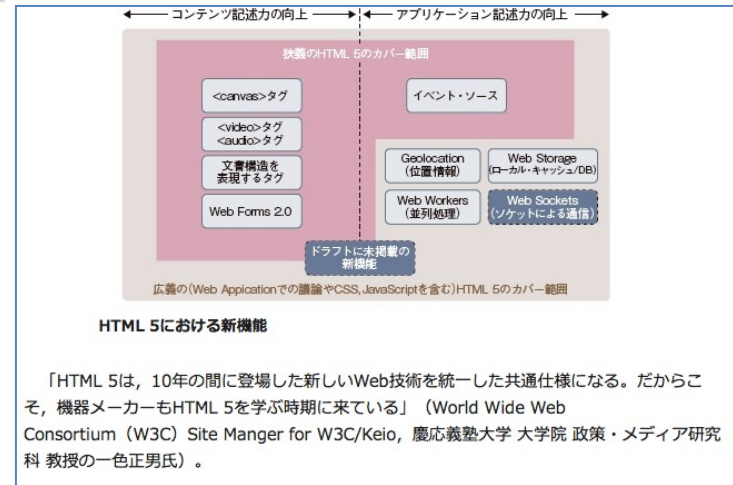 コンテンツ記述力の向上
アプリケーション記述力の向上
狭義のHTML 5のカバー範囲
<canvas>タグ
イベント・ソース
<video>タグ
<audio>タグ
文書構造を
表現するタグ
Geolocation
(位置情報)
Web Storage
(ローカル・キャッシュ/DB)
Web Forms 2.0
Web Workers
(並列処理)
Web Sockets
(ソケットによる通信)
ドラフトに未掲載の
新機能
広義の(Web Appicationでの議論やCSS,JavaScriptを含む)HTML 5のカバー範囲
HTML 5における新機能
「HTML 5は，10年の間に登場した新しいWeb技術を統一した共通仕様になる。だからこ
そ，機器メーカーもHTML 5を学ぶ時期に来ている」（World Wide Web
Consortium（W3C）Site Manger for W3C/Keio，慶応義塾大学 大学院 政策・メディア研究
科 教授の一色正男氏）。